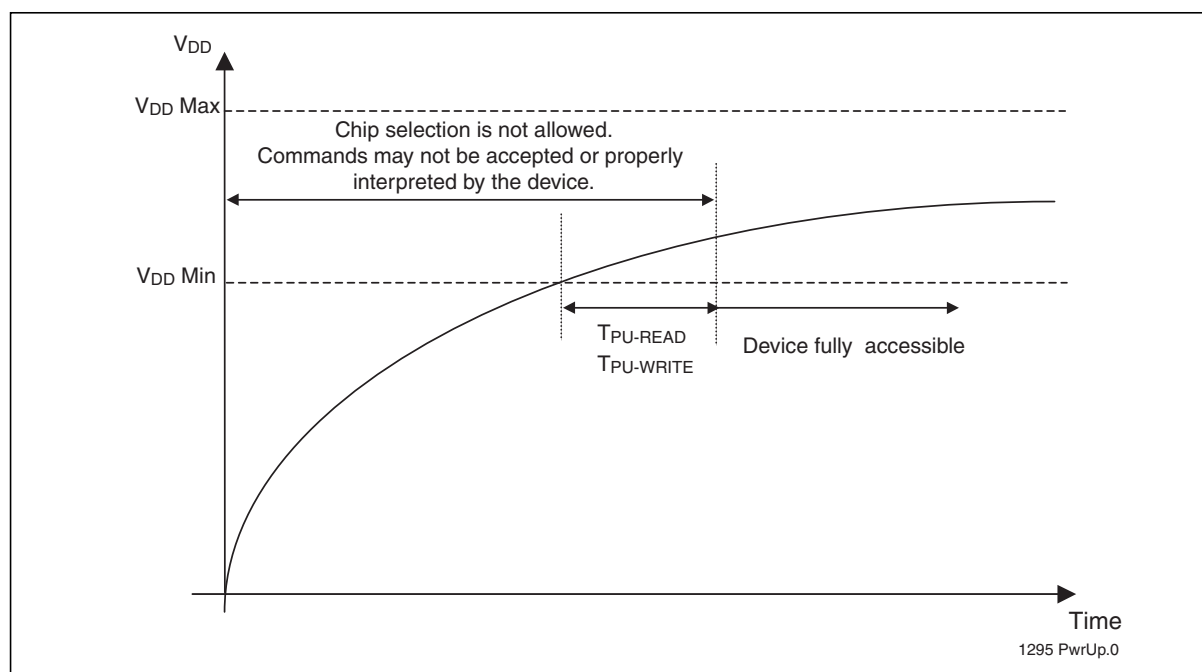 VDD
VDD Max
Chip selection is not allowed.
Commands may not be accepted or properly
interpreted by the device.
VDD Min
TPU-READ
TPU-WRITE
Device fully accessible
Time
1295 PwrUp.0